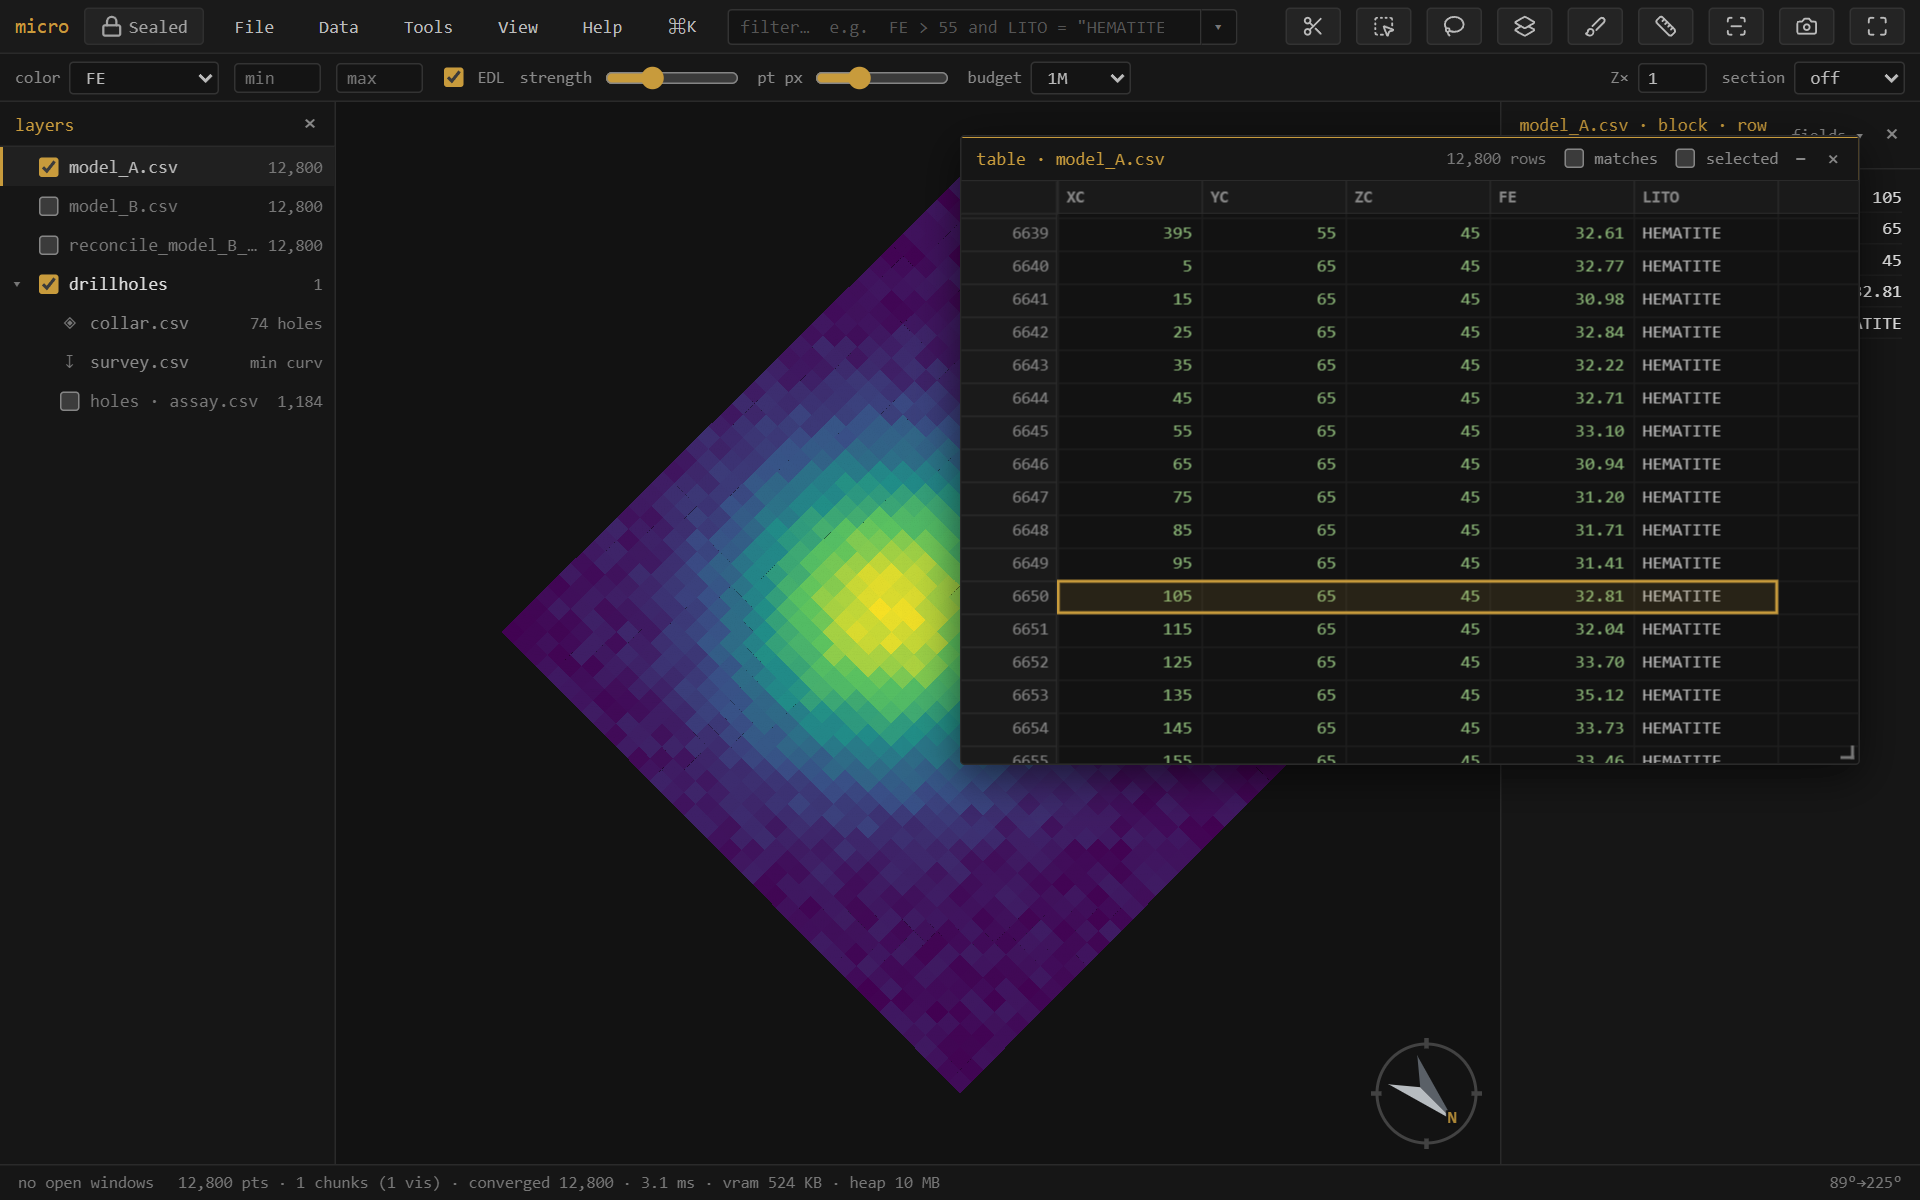 micro Sealed File Data Tools View Help ⌘K filter… e.g. FE > 55 and LITO = "HEMATITE
color FE min max EDL strength pt px budget 1M Z× 1 section off
layers ×
model_A.csv 12,800
model_B.csv 12,800
reconcile_model_B_… 12,800
drillholes 1
collar.csv 74 holes
survey.csv min curv
holes · assay.csv 1,184
model_A.csv · block · row fields ×
105
65
45
32.81
ATITE
table · model_A.csv 12,800 rows matches selected − ×
XC YC ZC FE LITO
6639 395 55 45 32.61 HEMATITE
6640 5 65 45 32.77 HEMATITE
6641 15 65 45 30.98 HEMATITE
6642 25 65 45 32.84 HEMATITE
6643 35 65 45 32.22 HEMATITE
6644 45 65 45 32.71 HEMATITE
6645 55 65 45 33.10 HEMATITE
6646 65 65 45 30.94 HEMATITE
6647 75 65 45 31.20 HEMATITE
6648 85 65 45 31.71 HEMATITE
6649 95 65 45 31.41 HEMATITE
6650 105 65 45 32.81 HEMATITE
6651 115 65 45 32.04 HEMATITE
6652 125 65 45 33.70 HEMATITE
6653 135 65 45 35.12 HEMATITE
6654 145 65 45 33.73 HEMATITE
6655 155 65 45 33.46 HEMATITE
N
no open windows 12,800 pts · 1 chunks (1 vis) · converged 12,800 · 3.1 ms · vram 524 KB · heap 10 MB 89°→225°